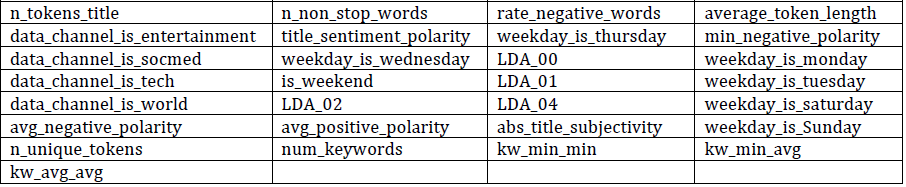 n_tokens_title n_non_stop_words rate_negative_words average_token_length
data_channel_is_entertainment title_sentiment_polarity weekday_is_thursday min_negative_polarity
data_channel_is_socmed weekday_is_wednesday LDA_00 weekday_is_monday
data_channel_is_tech is_weekend LDA_01 weekday_is_tuesday
data_channel_is_world LDA_02 LDA_04 weekday_is_saturday
avg_negative_polarity avg_positive_polarity abs_title_subjectivity weekday_is_Sunday
n_unique_tokens num_keywords kw_min_min kw_min_avg
kw_avg_avg